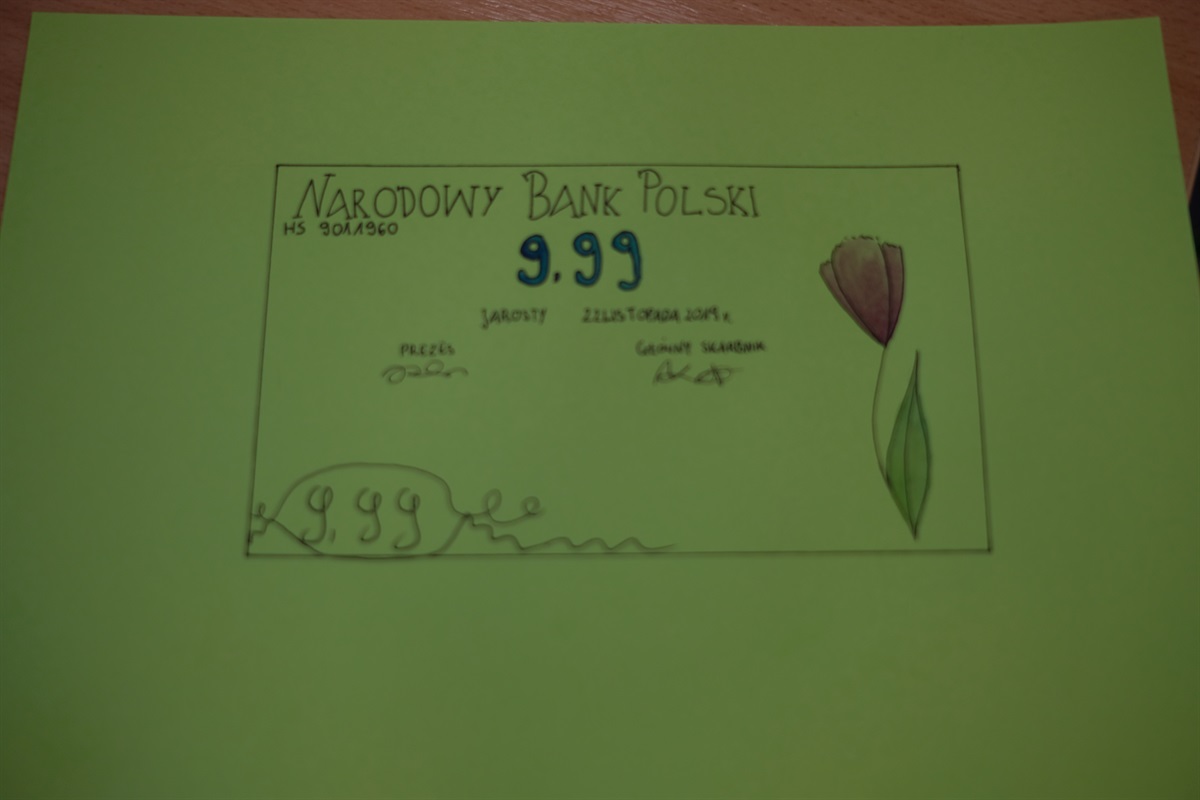 NARODOWY BANK POLSKI
HS 9011960
9.99
JAROSTY 22 LISTOPADA 2019 r.
PREZES GŁÓWNY SKARBNIK
9.99